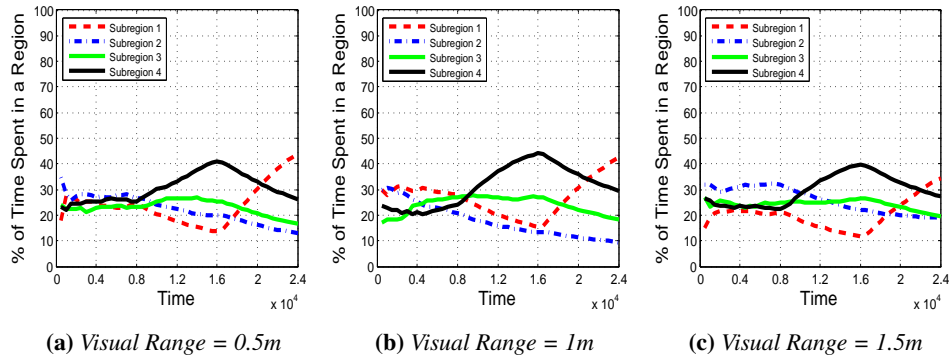 % of Time Spent in a Region
100
90
80
70
60
50
40
30
20
10
0
Subregion 1
Subregion 2
Subregion 3
Subregion 4
0 0.4 0.8 1.2 1.6 2 2.4
Time
x 10^4
(a) Visual Range = 0.5m
% of Time Spent in a Region
100
90
80
70
60
50
40
30
20
10
0
Subregion 1
Subregion 2
Subregion 3
Subregion 4
0 0.4 0.8 1.2 1.6 2 2.4
Time
x 10^4
(b) Visual Range = 1m
% of Time Spent in a Region
100
90
80
70
60
50
40
30
20
10
0
Subregion 1
Subregion 2
Subregion 3
Subregion 4
0 0.4 0.8 1.2 1.6 2 2.4
Time
x 10^4
(c) Visual Range = 1.5m